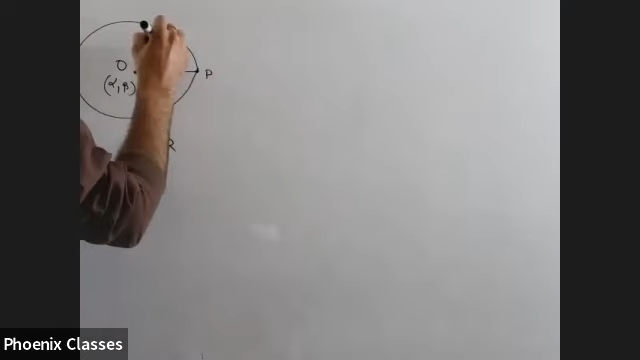 O
P
(α, β)
R
Phoenix Classes